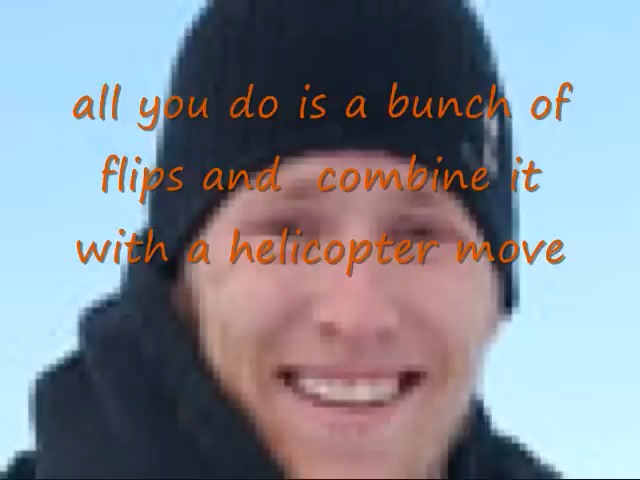 all you do is a bunch of
flips and combine it
with a helicopter move